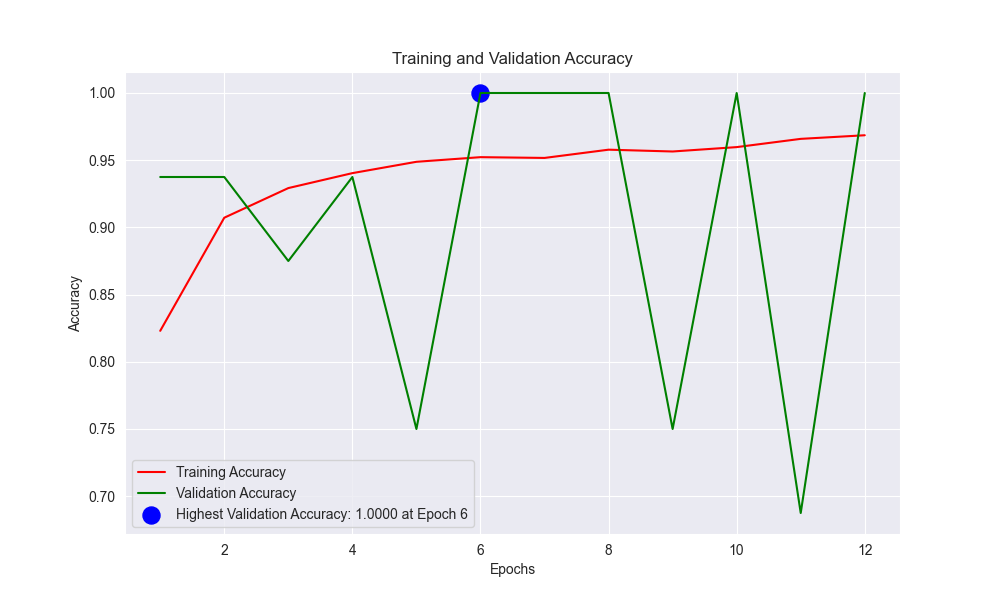 Training and Validation Accuracy
1.00
0.95
0.90
0.85
0.80
0.75
0.70
Accuracy
Training Accuracy
Validation Accuracy
Highest Validation Accuracy: 1.0000 at Epoch 6
2 4 6 8 10 12
Epochs